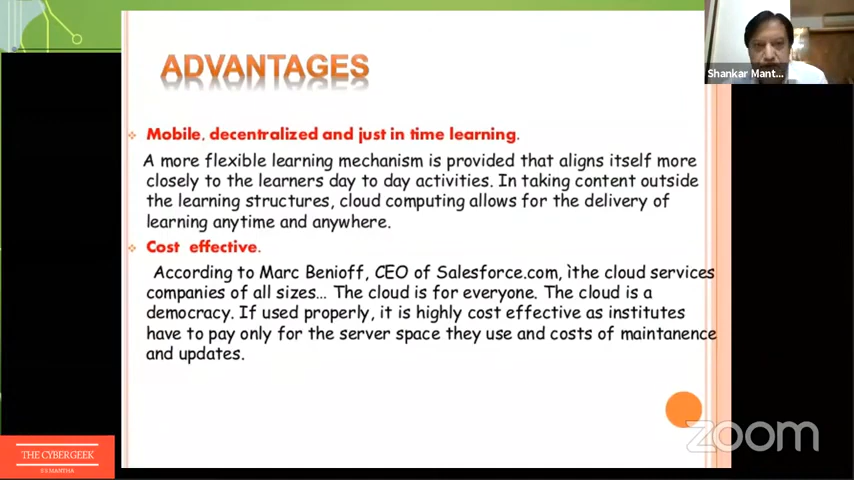 ADVANTAGES
Shankar Mant...
Mobile, decentralized and just in time learning.
A more flexible learning mechanism is provided that aligns itself more
closely to the learners day to day activities. In taking content outside
the learning structures, cloud computing allows for the delivery of
learning anytime and anywhere.
Cost effective.
According to Marc Benioff, CEO of Salesforce.com, ìthe cloud services
companies of all sizes… The cloud is for everyone. The cloud is a
democracy. If used properly, it is highly cost effective as institutes
have to pay only for the server space they use and costs of maintanence
and updates.
zoom
THE CYBERGEEK
S S MANTHA